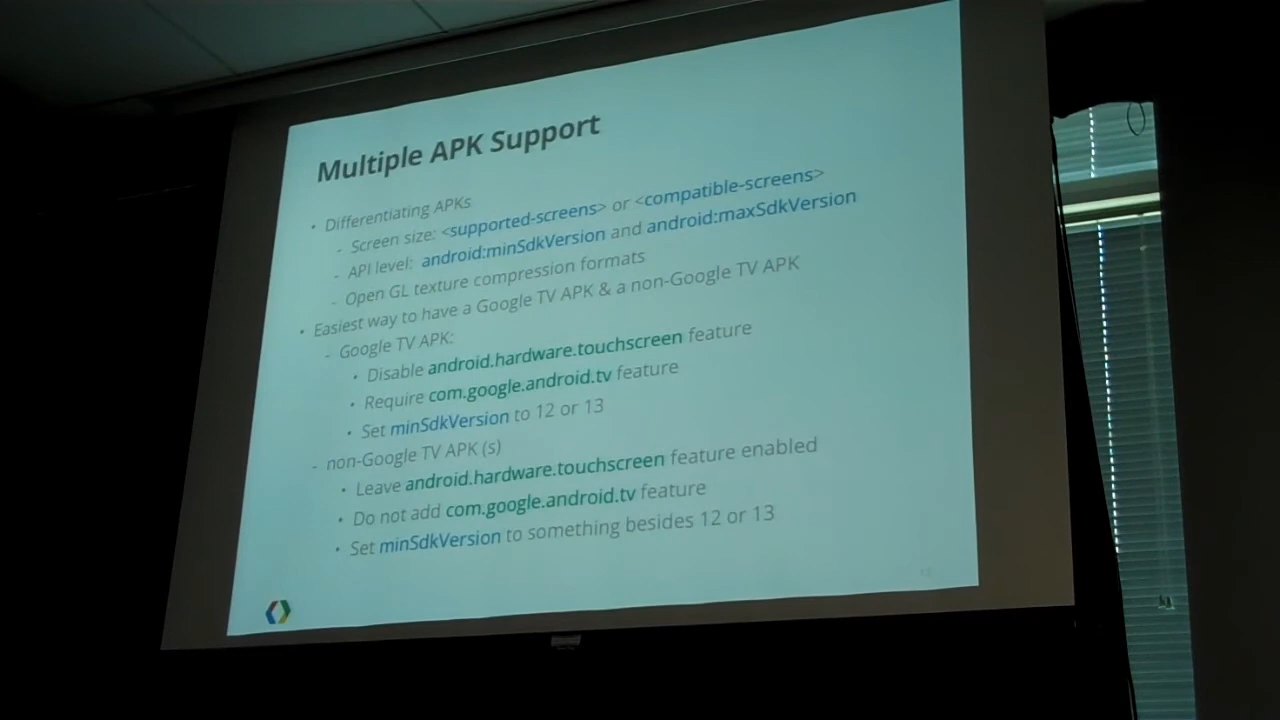 Multiple APK Support
• Differentiating APKs
- Screen size: <supported-screens> or <compatible-screens>
- API level: android:minSdkVersion and android:maxSdkVersion
- Open GL texture compression formats
• Easiest way to have a Google TV APK & a non-Google TV APK
- Google TV APK:
• Disable android.hardware.touchscreen feature
• Require com.google.android.tv feature
• Set minSdkVersion to 12 or 13
- non-Google TV APK (s)
• Leave android.hardware.touchscreen feature enabled
• Do not add com.google.android.tv feature
• Set minSdkVersion to something besides 12 or 13